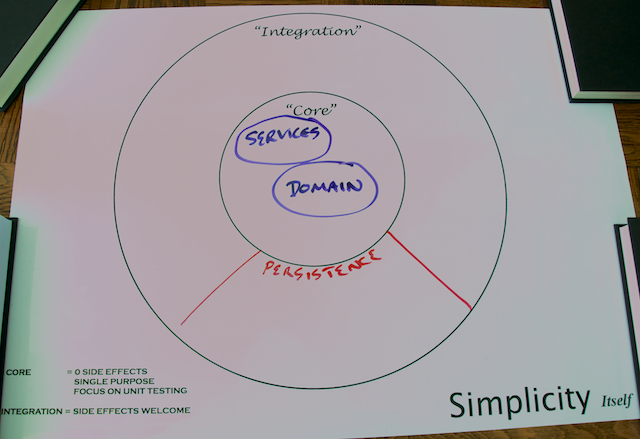 "Integration"
"Core"
SERVICES
DOMAIN
PERSISTENCE
CORE = 0 SIDE EFFECTS
SINGLE PURPOSE
FOCUS ON UNIT TESTING
INTEGRATION = SIDE EFFECTS WELCOME
Simplicity Itself